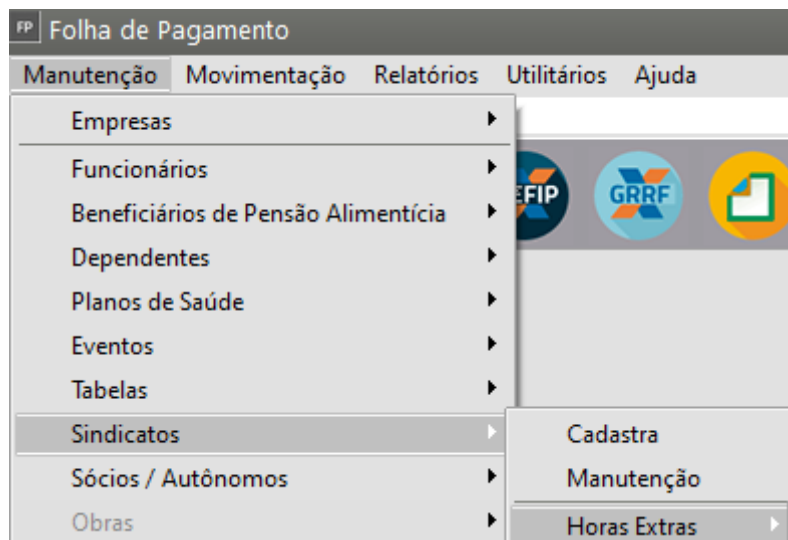 FP Folha de Pagamento
Manutenção Movimentação Relatórios Utilitários Ajuda
Empresas
Funcionários
EFIP GRRF
Beneficiários de Pensão Alimentícia
Dependentes
Planos de Saúde
Eventos
Tabelas
Sindicatos Cadastra
Sócios / Autônomos Manutenção
Obras Horas Extras